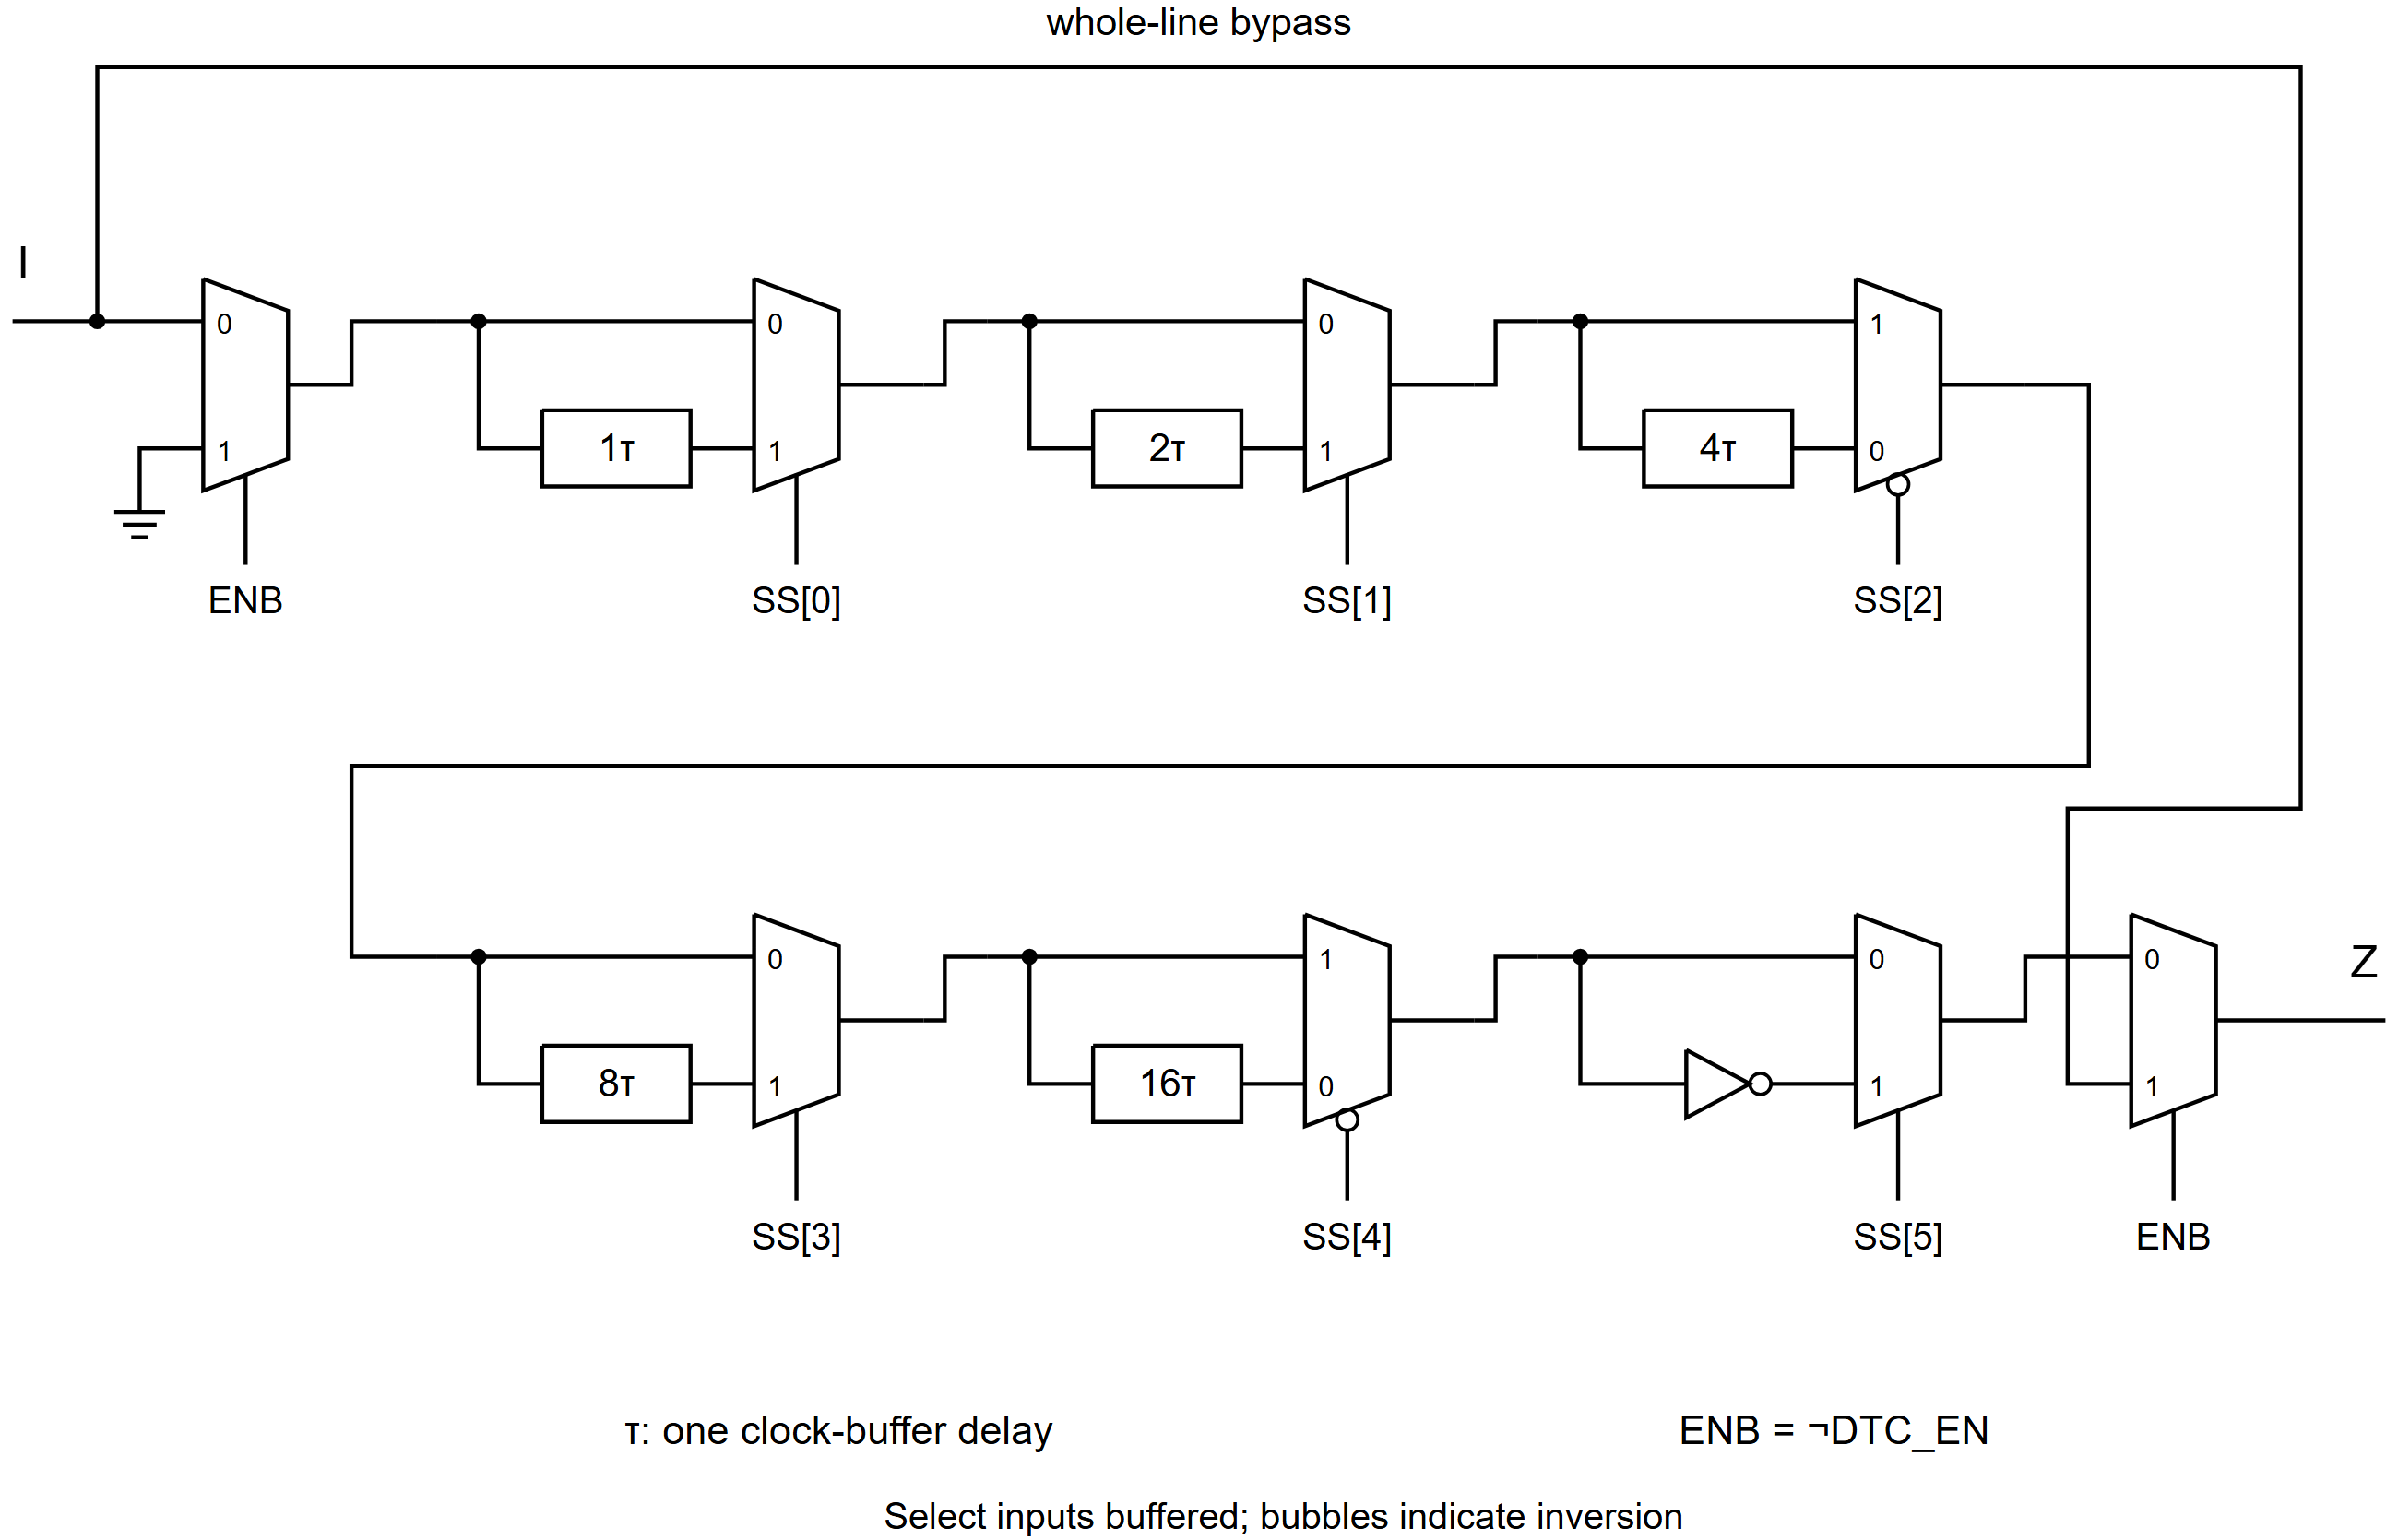 whole-line bypass
I
0
1
ENB
1τ
0
1
SS[0]
2τ
0
1
SS[1]
4τ
1
0
SS[2]
8τ
0
1
SS[3]
16τ
1
0
SS[4]
0
1
SS[5]
0
1
ENB
Z
τ: one clock-buffer delay
ENB = ¬DTC_EN
Select inputs buffered; bubbles indicate inversion